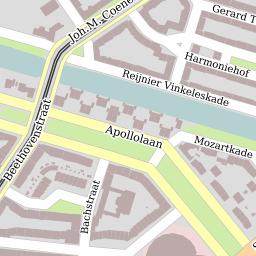 Gerard T
Joh.M. Coene
Harmoniehof
Reijnier Vinkeleskade
Apollolaan
Mozartkade
Beethovenstraat
Bachstraat